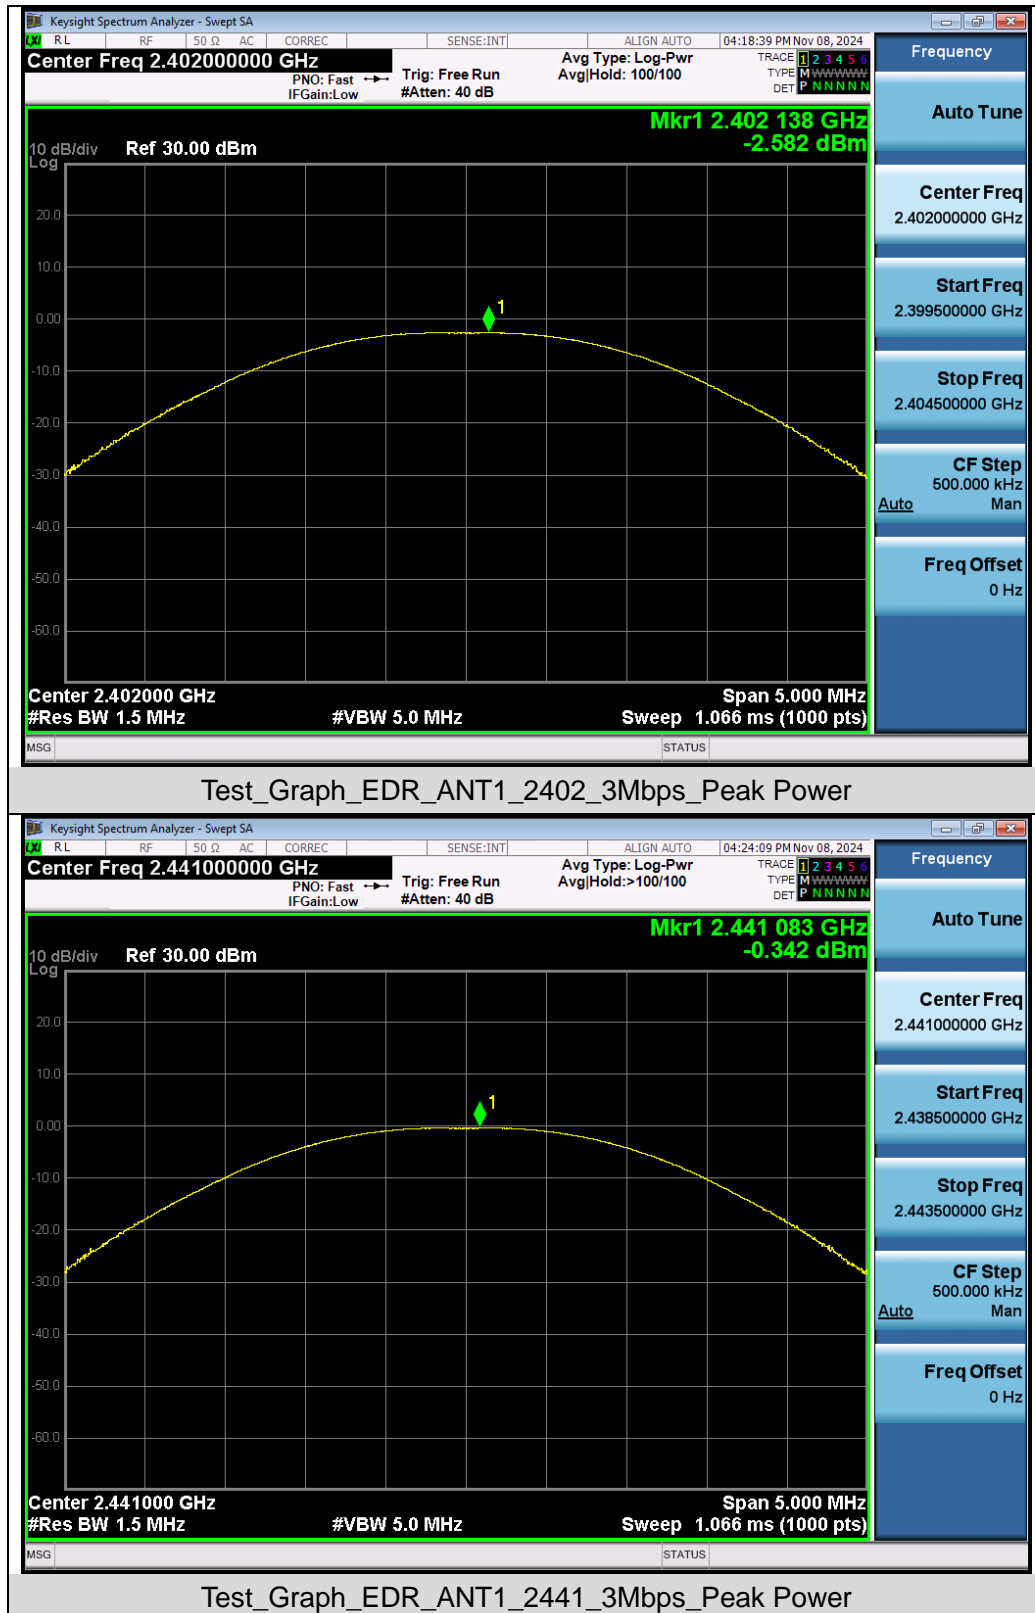 Keysight Spectrum Analyzer - Swept SA
LXI RL RF 50 Ω AC CORREC SENSE:INT ALIGN AUTO 04:18:39 PM Nov 08, 2024
Center Freq 2.402000000 GHz
PNO: Fast
IFGain:Low
Trig: Free Run
#Atten: 40 dB
Avg Type: Log-Pwr
Avg|Hold: 100/100
TRACE 1 2 3 4 5 6
TYPE M WWWWW
DET P N N N N N
Mkr1 2.402 138 GHz
-2.582 dBm
10 dB/div Ref 30.00 dBm
Log
20.0
10.0
0.00
-10.0
-20.0
-30.0
-40.0
-50.0
-60.0
1
Center 2.402000 GHz Span 5.000 MHz
#Res BW 1.5 MHz #VBW 5.0 MHz Sweep 1.066 ms (1000 pts)
MSG STATUS
Frequency
Auto Tune
Center Freq
2.402000000 GHz
Start Freq
2.399500000 GHz
Stop Freq
2.404500000 GHz
CF Step
500.000 kHz
Auto Man
Freq Offset
0 Hz
Test_Graph_EDR_ANT1_2402_3Mbps_Peak Power
Keysight Spectrum Analyzer - Swept SA
LXI RL RF 50 Ω AC CORREC SENSE:INT ALIGN AUTO 04:24:09 PM Nov 08, 2024
Center Freq 2.441000000 GHz
PNO: Fast
IFGain:Low
Trig: Free Run
#Atten: 40 dB
Avg Type: Log-Pwr
Avg|Hold:>100/100
TRACE 1 2 3 4 5 6
TYPE M WWWWW
DET P N N N N N
Mkr1 2.441 083 GHz
-0.342 dBm
10 dB/div Ref 30.00 dBm
Log
20.0
10.0
0.00
-10.0
-20.0
-30.0
-40.0
-50.0
-60.0
1
Center 2.441000 GHz Span 5.000 MHz
#Res BW 1.5 MHz #VBW 5.0 MHz Sweep 1.066 ms (1000 pts)
MSG STATUS
Frequency
Auto Tune
Center Freq
2.441000000 GHz
Start Freq
2.438500000 GHz
Stop Freq
2.443500000 GHz
CF Step
500.000 kHz
Auto Man
Freq Offset
0 Hz
Test_Graph_EDR_ANT1_2441_3Mbps_Peak Power